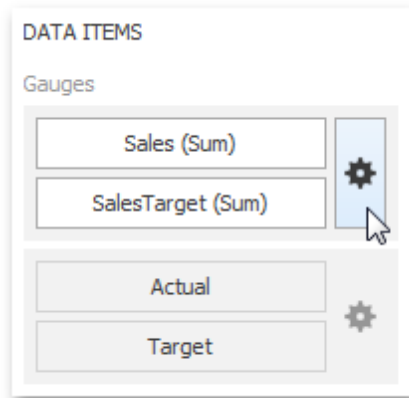 DATA ITEMS
Gauges
Sales (Sum)
SalesTarget (Sum)
Actual
Target